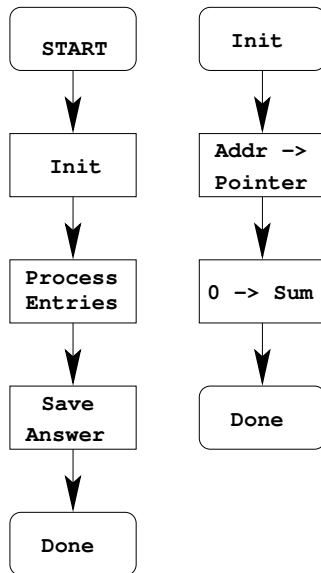 START
Init
Process
Entries
Save
Answer
Done
Init
Addr −>
Pointer
0 −> Sum
Done